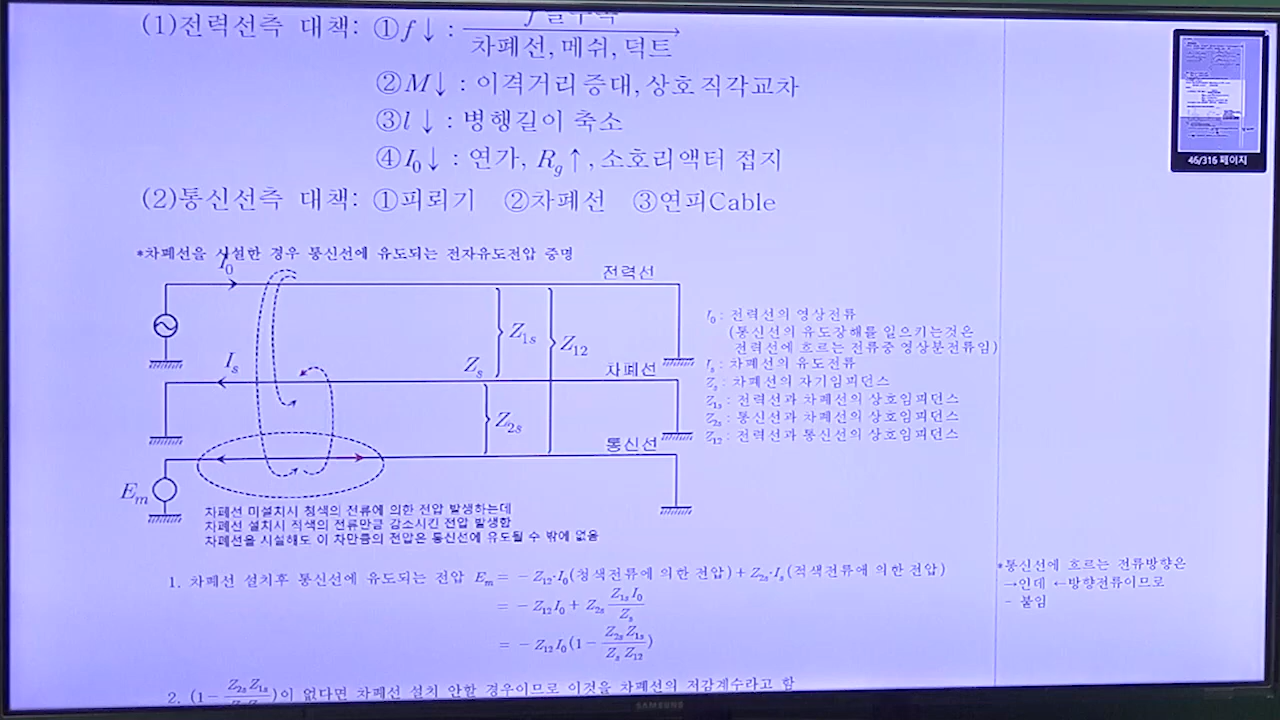 (1)전력선측 대책: ①f↓ :
차폐선, 메쉬, 덕트
②M↓ : 이격거리증대, 상호직각교차
③l↓ : 병행길이 축소
④I₀↓ : 연가, R_g↑, 소호리액터 접지
(2)통신선측 대책: ①피뢰기 ②차폐선 ③연피Cable
*차폐선을 시설한 경우 통신선에 유도되는 전자유도전압 증명
I₀
전력선
Z₁ₛ
Z₁₂
Iₛ
Zₛ
차폐선
Z₂ₛ
통신선
E_m
I₀ : 전력선의 영상전류
(통신선의 유도장해를 일으키는것은
전력선에 흐르는 전류중 영상분전류임)
Iₛ : 차폐선의 유도전류
Zₛ : 차폐선의 자기임피던스
Z₁ₛ : 전력선과 차폐선의 상호임피던스
Z₂ₛ : 통신선과 차폐선의 상호임피던스
Z₁₂ : 전력선과 통신선의 상호임피던스
차폐선 미설치시 청색의 전류에 의한 전압 발생하는데
차폐선 설치시 적색의 전류만큼 감소시킨 전압 발생함
차폐선을 시설해도 이 차만큼의 전압은 통신선에 유도될 수 밖에 없음
1. 차폐선 설치후 통신선에 유도되는 전압 E_m = - Z₁₂·I₀(청색전류에 의한 전압) + Z₂ₛ·Iₛ(적색전류에 의한 전압)
= - Z₁₂I₀ + Z₂ₛ Z₁ₛI₀/Zₛ
= - Z₁₂I₀(1 - Z₂ₛZ₁ₛ/ZₛZ₁₂)
*통신선에 흐르는 전류방향은
→인데 ←방향전류이므로
- 붙임
2. (1- Z₂ₛZ₁ₛ )이 없다면 차폐선 설치 안할 경우이므로 이것을 차폐선의 저감계수라고 함
46/316 페이지
SAMSUNG